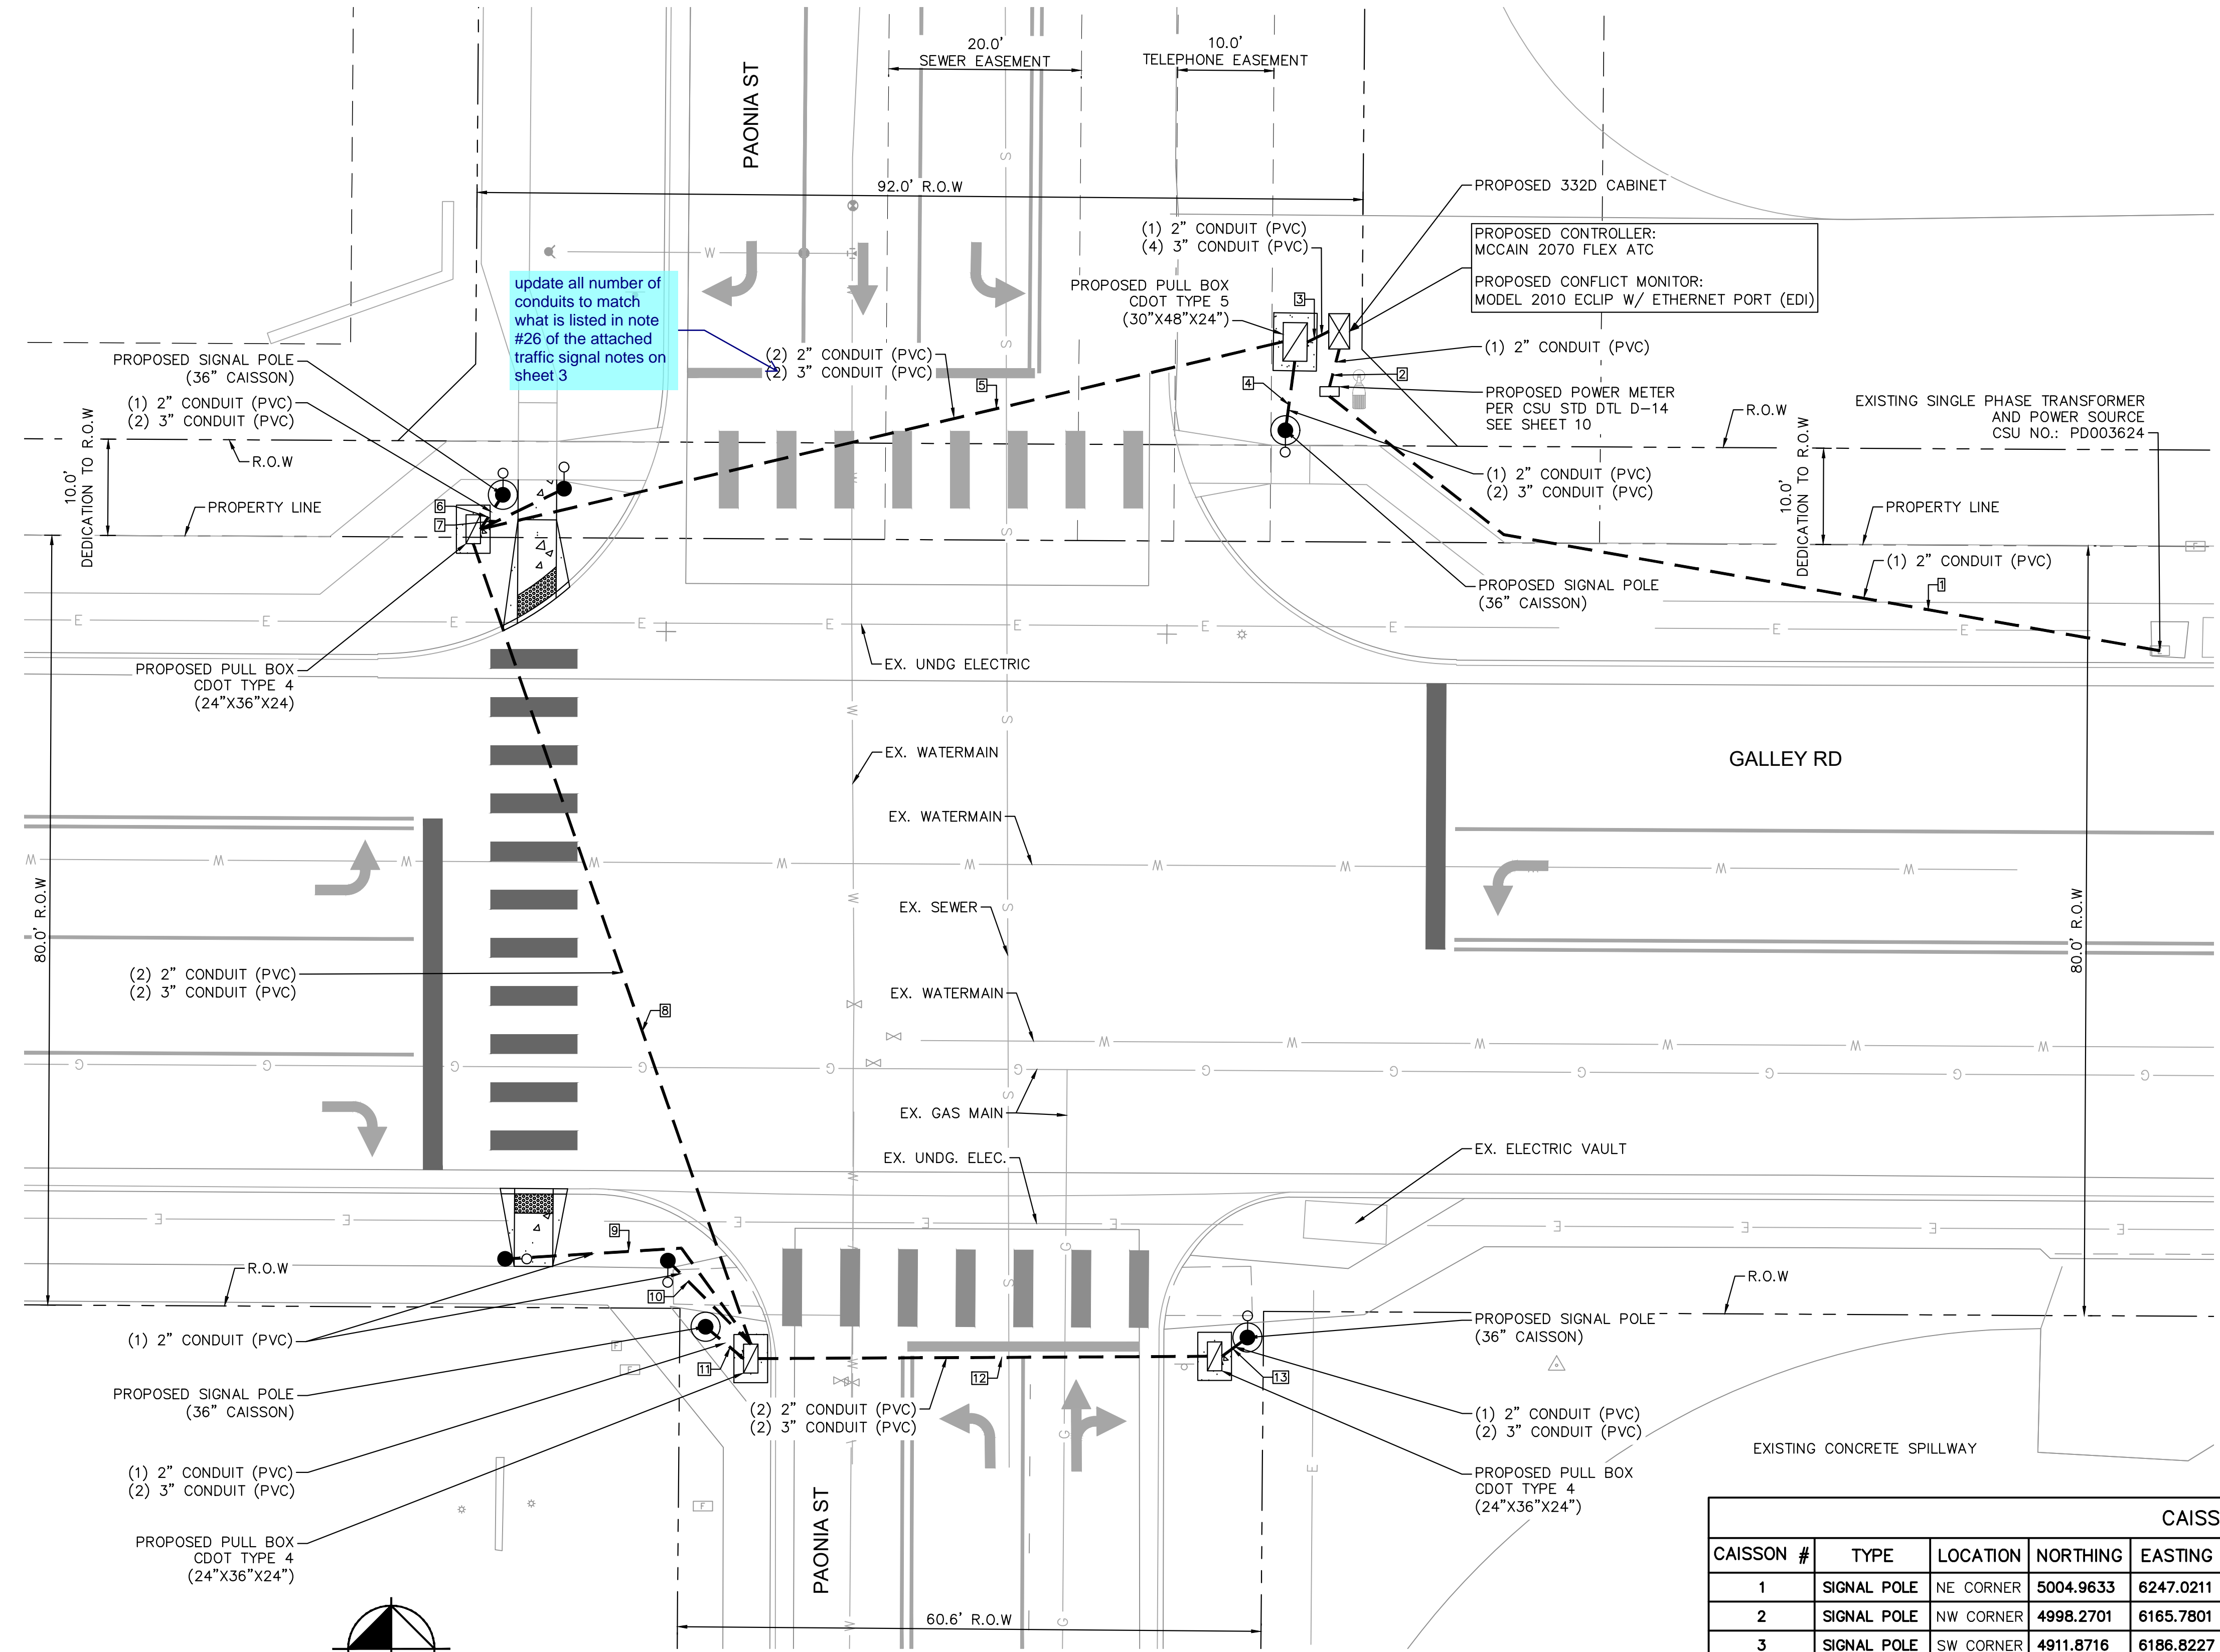 20.0'
SEWER EASEMENT
10.0'
TELEPHONE EASEMENT
PAONIA ST
92.0' R.O.W
PROPOSED 332D CABINET
(1) 2" CONDUIT (PVC)
(4) 3" CONDUIT (PVC)
PROPOSED CONTROLLER:
MCCAIN 2070 FLEX ATC
PROPOSED CONFLICT MONITOR:
MODEL 2010 ECLIP W/ ETHERNET PORT (EDI)
update all number of
conduits to match
what is listed in note
#26 of the attached
traffic signal notes on
sheet 3
PROPOSED PULL BOX
CDOT TYPE 5
(30"X48"X24")
3
(2) 2" CONDUIT (PVC)
(2) 3" CONDUIT (PVC)
5
(1) 2" CONDUIT (PVC)
2
4
PROPOSED POWER METER
PER CSU STD DTL D-14
SEE SHEET 10
PROPOSED SIGNAL POLE
(36" CAISSON)
(1) 2" CONDUIT (PVC)
(2) 3" CONDUIT (PVC)
R.O.W
EXISTING SINGLE PHASE TRANSFORMER
AND POWER SOURCE
CSU NO.: PD003624
R.O.W
10.0'
DEDICATION TO R.O.W
PROPERTY LINE
6
7
(1) 2" CONDUIT (PVC)
(2) 3" CONDUIT (PVC)
10.0'
DEDICATION TO R.O.W
PROPERTY LINE
(1) 2" CONDUIT (PVC)
1
PROPOSED SIGNAL POLE
(36" CAISSON)
E E E E E E E E E E
F
PROPOSED PULL BOX
CDOT TYPE 4
(24"X36"X24)
EX. UNDG ELECTRIC
EX. WATERMAIN
GALLEY RD
EX. WATERMAIN
W W W W W W W W W W
80.0' R.O.W
EX. SEWER
80.0' R.O.W
(2) 2" CONDUIT (PVC)
(2) 3" CONDUIT (PVC)
8
EX. WATERMAIN
W W W W W W
G G G G G G G G G G G G
EX. GAS MAIN
EX. UNDG. ELEC.
EX. ELECTRIC VAULT
E E E E E E E E E
9
R.O.W
10
R.O.W
(1) 2" CONDUIT (PVC)
PROPOSED SIGNAL POLE
(36" CAISSON)
F
F
11
12
13
PROPOSED SIGNAL POLE
(36" CAISSON)
(2) 2" CONDUIT (PVC)
(2) 3" CONDUIT (PVC)
(1) 2" CONDUIT (PVC)
(2) 3" CONDUIT (PVC)
EXISTING CONCRETE SPILLWAY
(1) 2" CONDUIT (PVC)
(2) 3" CONDUIT (PVC)
PROPOSED PULL BOX
CDOT TYPE 4
(24"X36"X24")
F
PAONIA ST
PROPOSED PULL BOX
CDOT TYPE 4
(24"X36"X24")
60.6' R.O.W
CAISS
CAISSON # TYPE LOCATION NORTHING EASTING
1 SIGNAL POLE NE CORNER 5004.9633 6247.0211
2 SIGNAL POLE NW CORNER 4998.2701 6165.7801
3 SIGNAL POLE SW CORNER 4911.8716 6186.8227